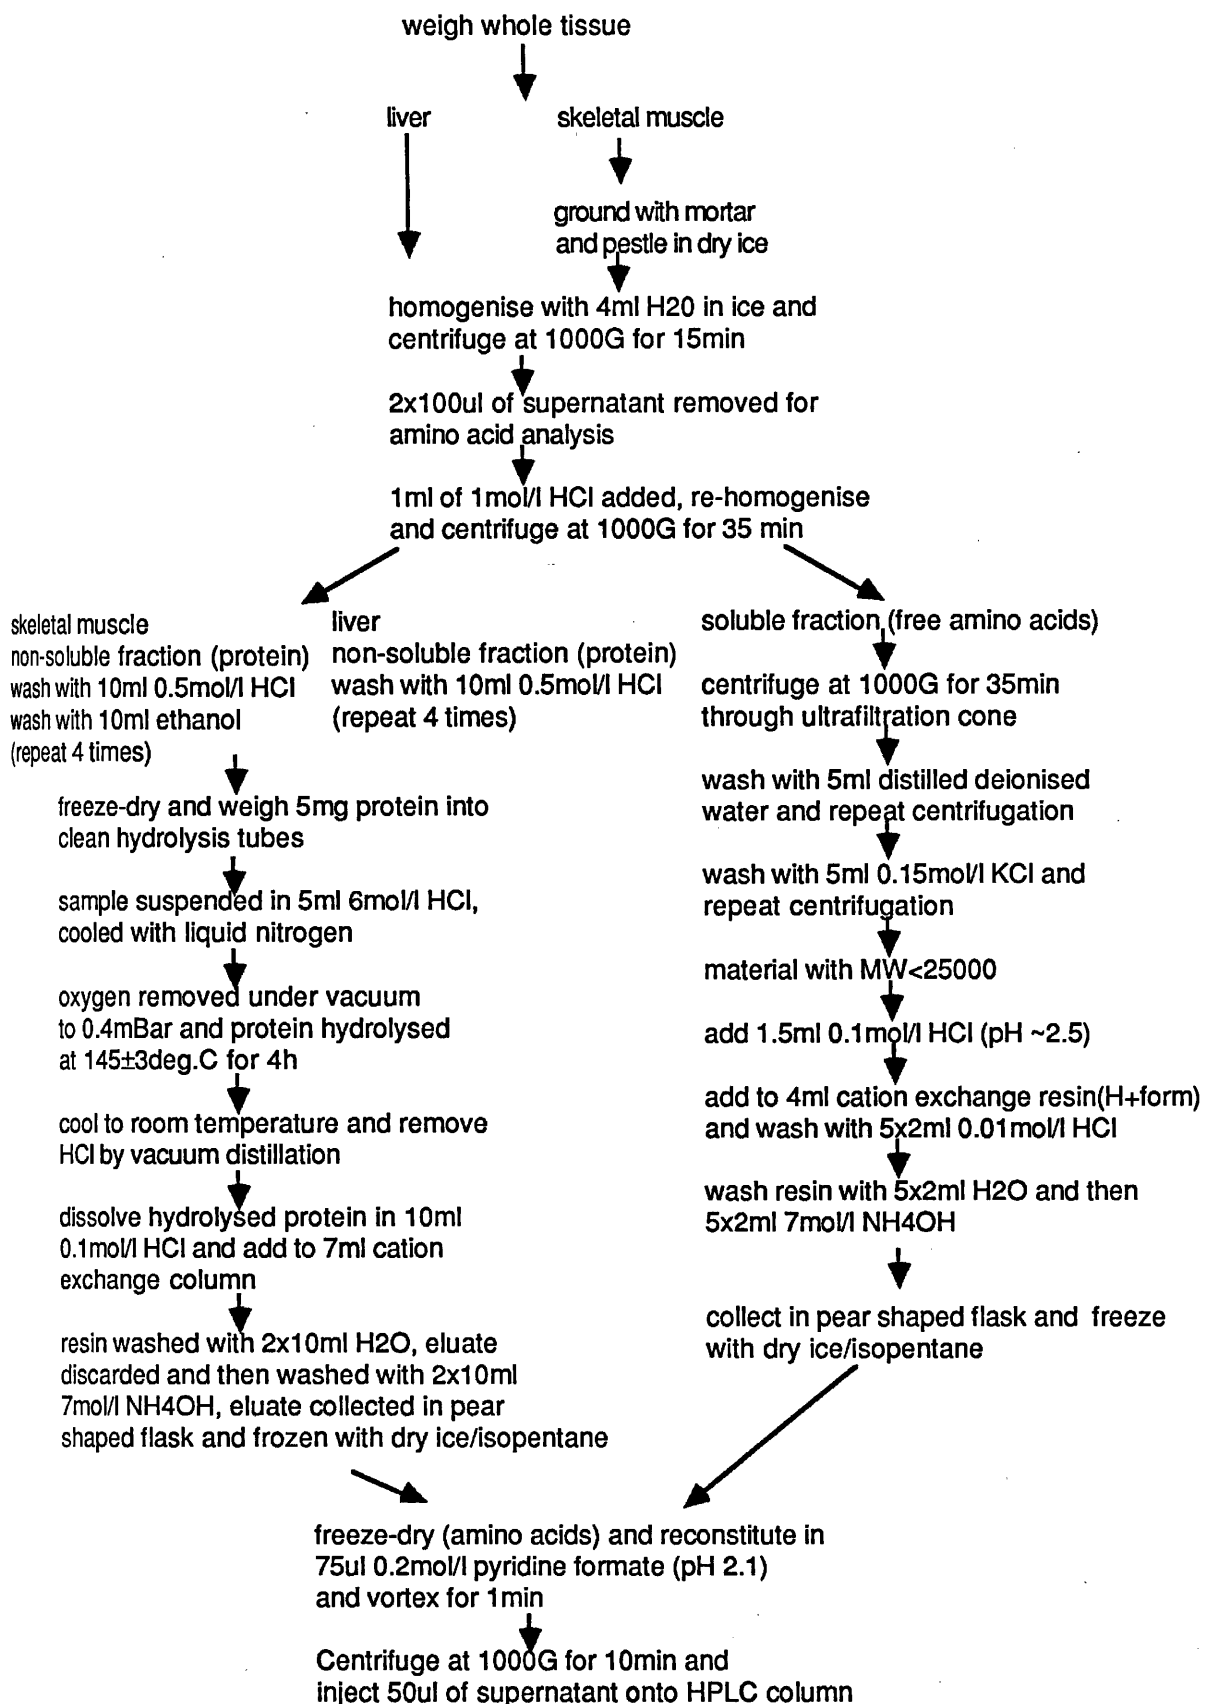 weigh whole tissue
liver
skeletal muscle
ground with mortar
and pestle in dry ice
homogenise with 4ml H20 in ice and
centrifuge at 1000G for 15min
2x100ul of supernatant removed for
amino acid analysis
1ml of 1mol/l HCl added, re-homogenise
and centrifuge at 1000G for 35 min
skeletal muscle
non-soluble fraction (protein)
wash with 10ml 0.5mol/l HCl
wash with 10ml ethanol
(repeat 4 times)
liver
non-soluble fraction (protein)
wash with 10ml 0.5mol/l HCl
(repeat 4 times)
freeze-dry and weigh 5mg protein into
clean hydrolysis tubes
sample suspended in 5ml 6mol/l HCl,
cooled with liquid nitrogen
oxygen removed under vacuum
to 0.4mBar and protein hydrolysed
at 145±3deg.C for 4h
cool to room temperature and remove
HCl by vacuum distillation
dissolve hydrolysed protein in 10ml
0.1mol/l HCl and add to 7ml cation
exchange column
resin washed with 2x10ml H2O, eluate
discarded and then washed with 2x10ml
7mol/l NH4OH, eluate collected in pear
shaped flask and frozen with dry ice/isopentane
soluble fraction (free amino acids)
centrifuge at 1000G for 35min
through ultrafiltration cone
wash with 5ml distilled deionised
water and repeat centrifugation
wash with 5ml 0.15mol/l KCl and
repeat centrifugation
material with MW<25000
add 1.5ml 0.1mol/l HCl (pH ~2.5)
add to 4ml cation exchange resin(H+form)
and wash with 5x2ml 0.01mol/l HCl
wash resin with 5x2ml H2O and then
5x2ml 7mol/l NH4OH
collect in pear shaped flask and freeze
with dry ice/isopentane
freeze-dry (amino acids) and reconstitute in
75ul 0.2mol/l pyridine formate (pH 2.1)
and vortex for 1min
Centrifuge at 1000G for 10min and
inject 50ul of supernatant onto HPLC column